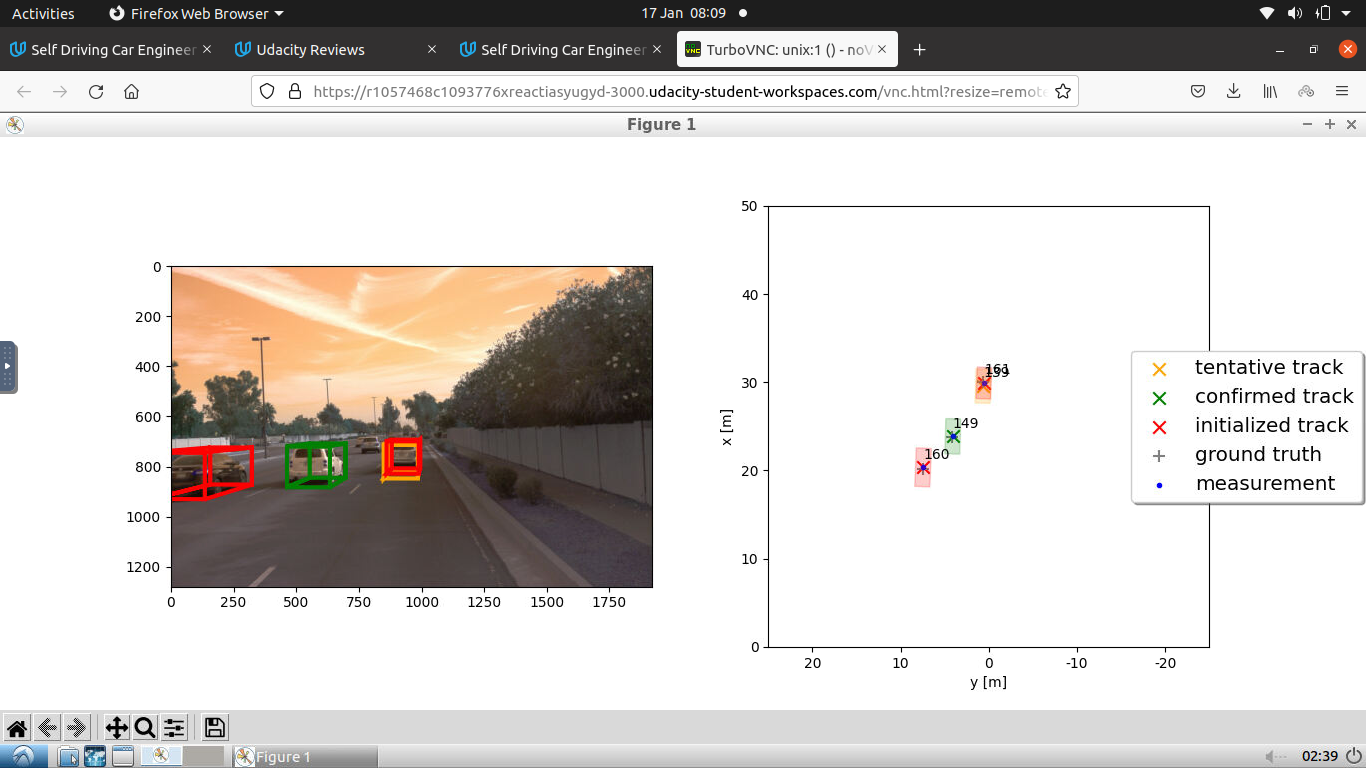 Activities
Firefox Web Browser
17 Jan 08:09
Self Driving Car Engineer
Udacity Reviews
Self Driving Car Engineer
TurboVNC: unix:1 () - noV
https://r1057468c1093776xreactiasyugyd-3000.udacity-student-workspaces.com/vnc.html?resize=remote
Figure 1
0
200
400
600
800
1000
1200
0
250
500
750
1000
1250
1500
1750
50
40
30
20
10
0
x [m]
20
10
0
-10
-20
y [m]
161
149
160
tentative track
confirmed track
initialized track
ground truth
measurement
Figure 1
02:39